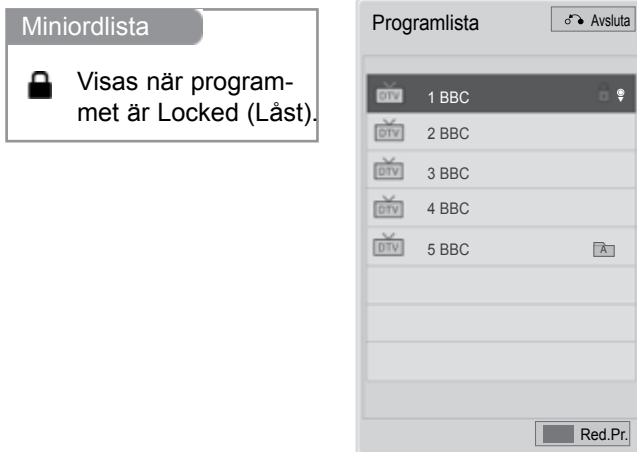 Miniordlista
Visas när program-
met är Locked (Låst).
Programlista
Avsluta
DTV 1 BBC
DTV 2 BBC
DTV 3 BBC
DTV 4 BBC
DTV 5 BBC A
Red.Pr.